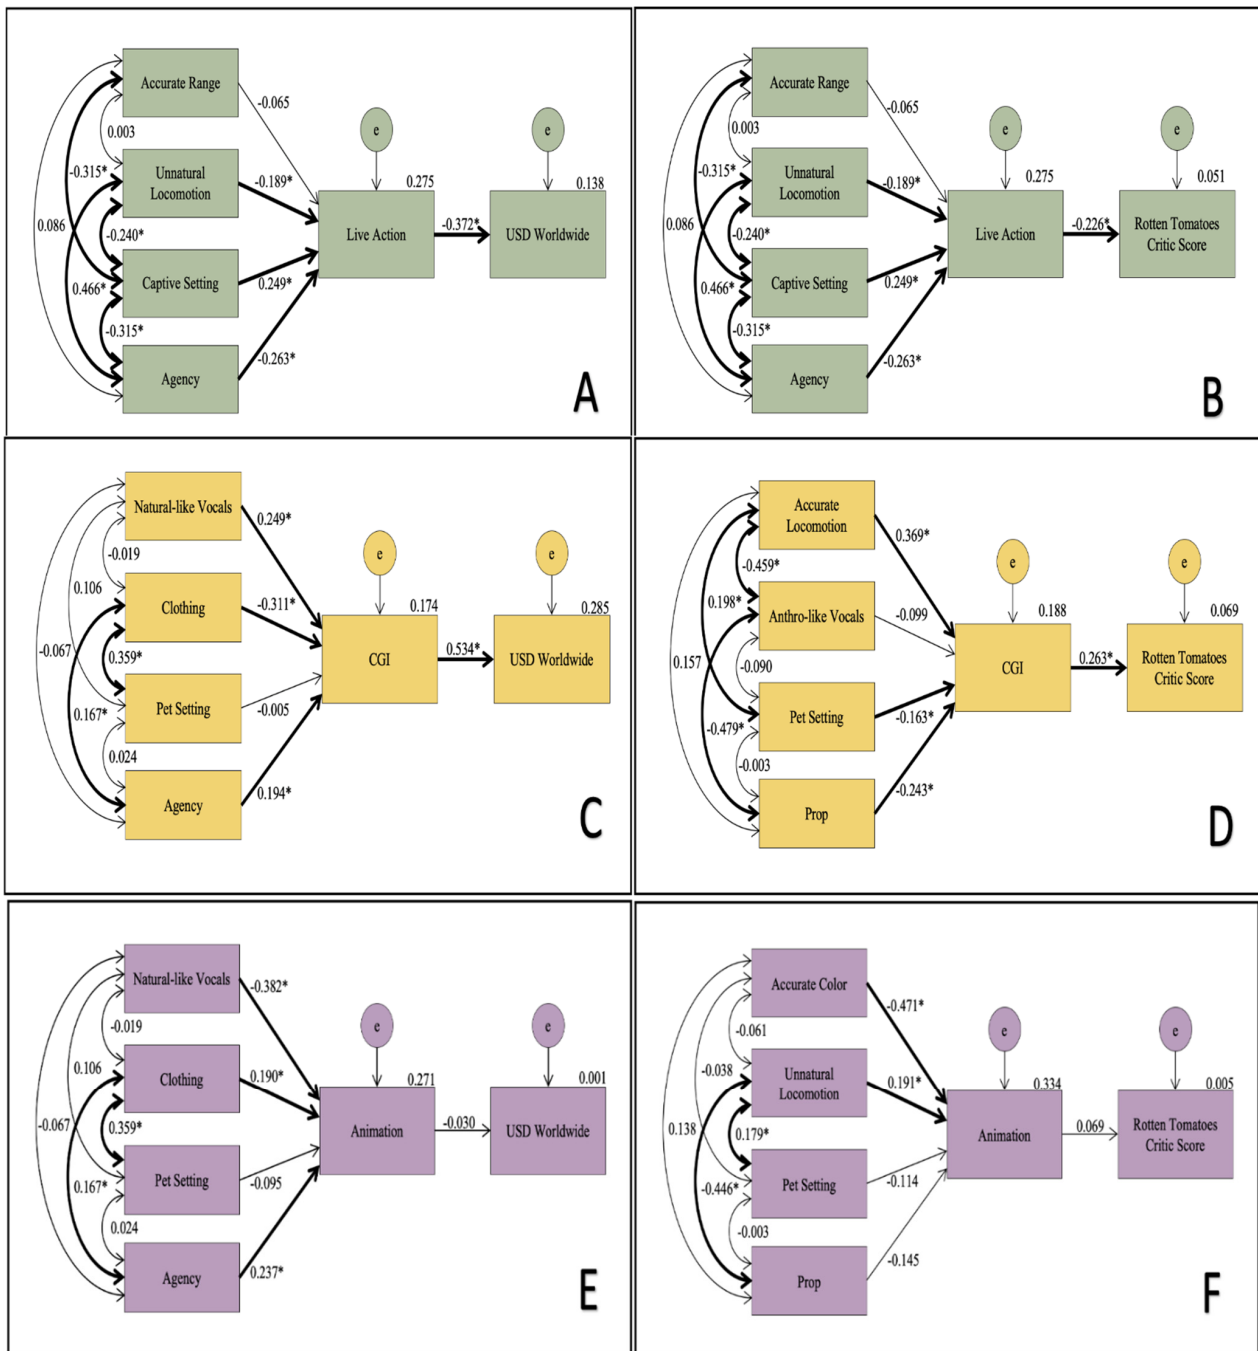 Accurate Range
-0.065
0.003
e
e
Unnatural
Locomotion
-0.315*
-0.189*
0.275
0.138
0.086
-0.240*
Live Action
-0.372*
USD Worldwide
Captive Setting
0.249*
0.466*
-0.315*
-0.263*
Agency
A
Accurate Range
-0.065
0.003
e
e
Unnatural
Locomotion
-0.315*
-0.189*
0.275
0.051
0.086
-0.240*
Live Action
-0.226*
Rotten Tomatoes
Critic Score
Captive Setting
0.249*
0.466*
-0.315*
-0.263*
Agency
B
Natural-like Vocals
0.249*
-0.019
e
e
0.106
Clothing
-0.311*
0.174
0.285
-0.067
0.359*
CGI
0.534*
USD Worldwide
Pet Setting
-0.005
0.167*
0.024
0.194*
Agency
C
Accurate
Locomotion
0.369*
-0.459*
e
e
0.198*
Anthro-like Vocals
-0.099
0.188
0.069
0.157
-0.090
CGI
0.263*
Rotten Tomatoes
Critic Score
Pet Setting
-0.163*
-0.479*
-0.003
-0.243*
Prop
D
Natural-like Vocals
-0.382*
-0.019
e
e
0.106
Clothing
0.190*
0.271
0.001
-0.067
0.359*
Animation
-0.030
USD Worldwide
Pet Setting
-0.095
0.167*
0.024
0.237*
Agency
E
Accurate Color
-0.471*
-0.061
e
e
-0.038
Unnatural
Locomotion
0.191*
0.334
0.005
0.138
0.179*
Animation
0.069
Rotten Tomatoes
Critic Score
Pet Setting
-0.114
-0.446*
-0.003
-0.145
Prop
F